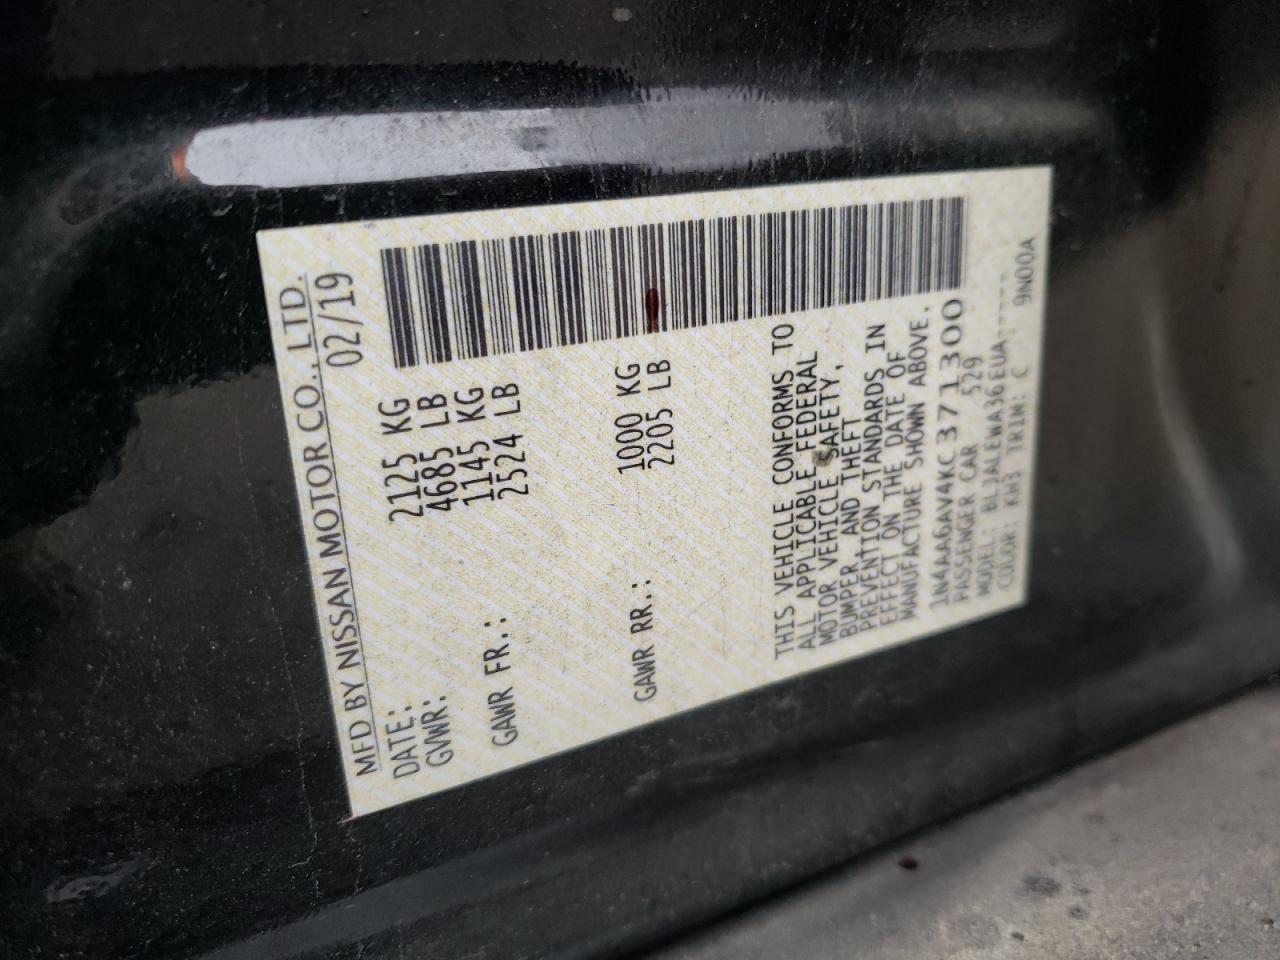 MFD BY NISSAN MOTOR CO., LTD.
DATE: 02/19
GVWR: 2125 KG
4685 LB
GAWR FR.: 1145 KG
2524 LB
GAWR RR.: 1000 KG
2205 LB
THIS VEHICLE CONFORMS TO
ALL APPLICABLE FEDERAL
MOTOR VEHICLE SAFETY,
BUMPER, AND THEFT
PREVENTION STANDARDS IN
EFFECT ON THE DATE OF
MANUFACTURE SHOWN ABOVE.
1N4AA6AV4KC371300
PASSENGER CAR 529
MODEL: BLJALEWA36EUA-----
COLOR: KH3 TRIM: C 9N00A